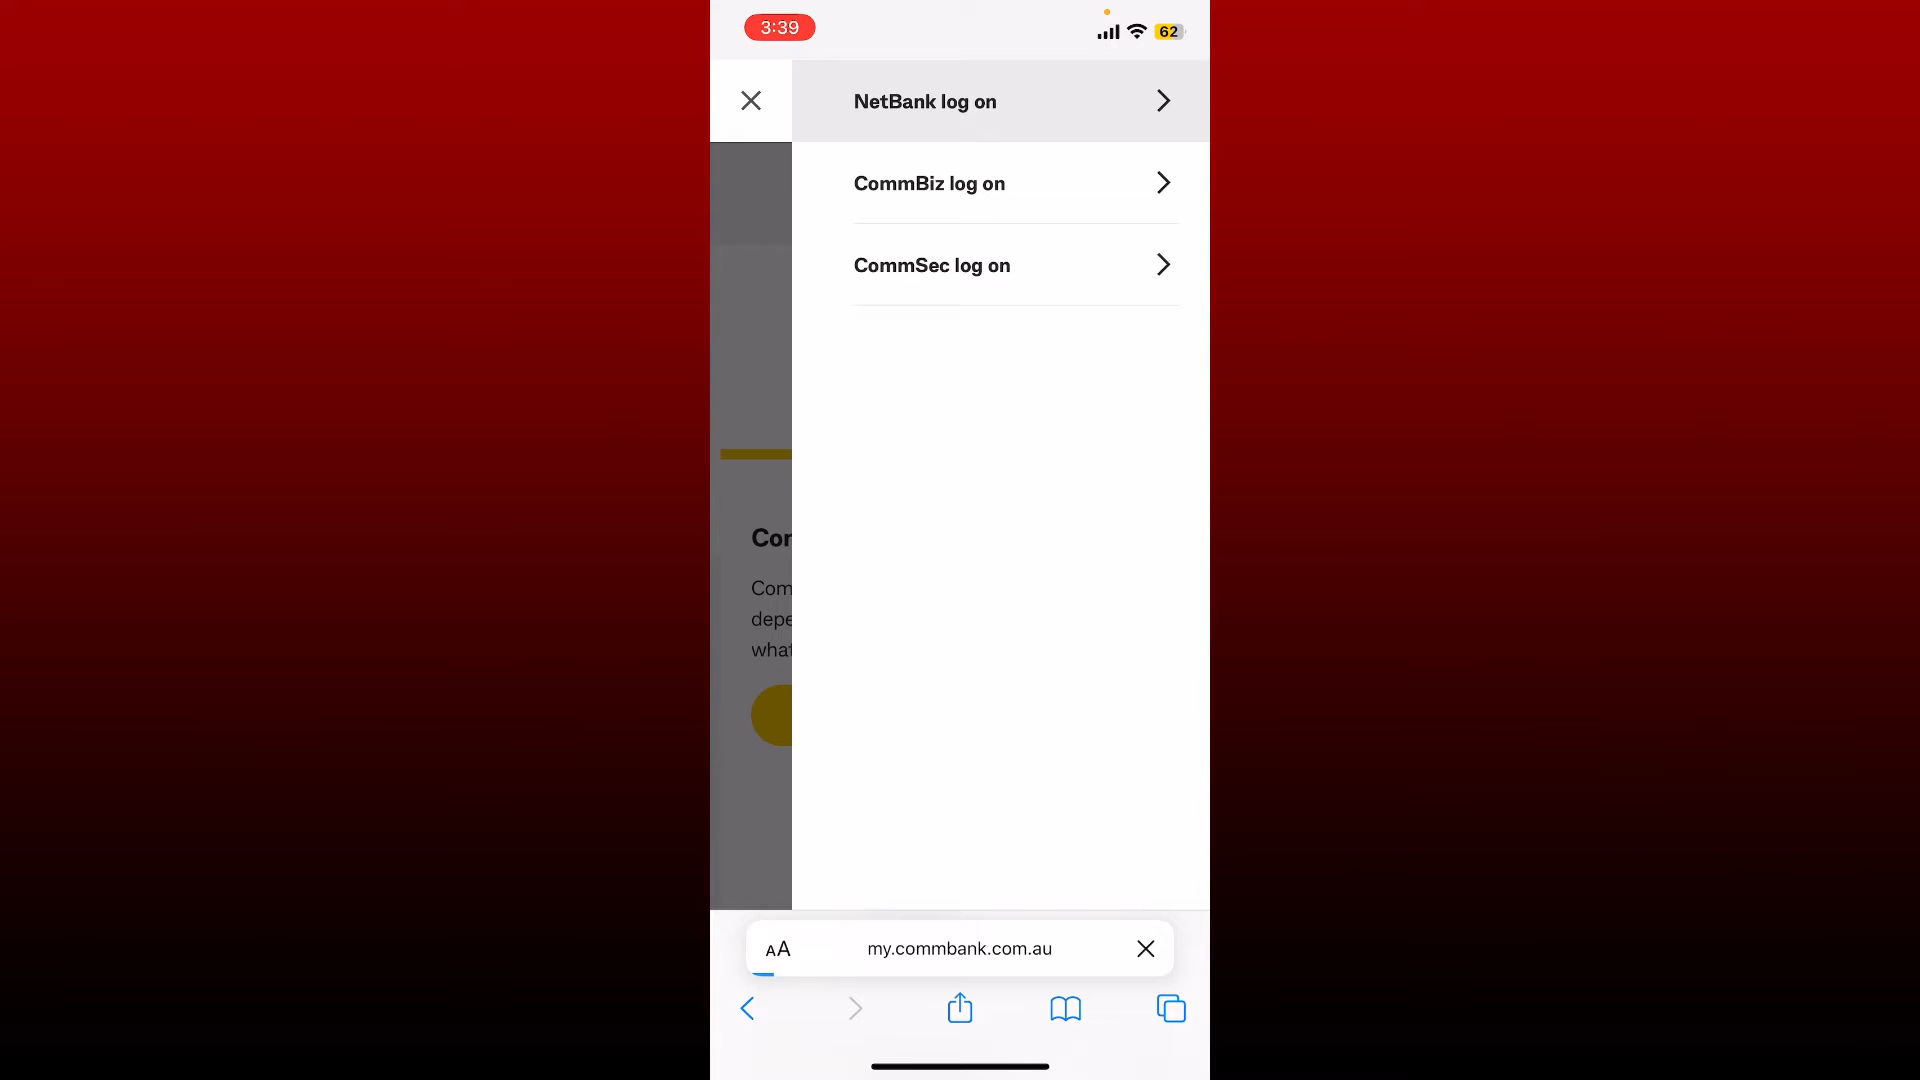 3:39
62
NetBank log on
CommBiz log on
CommSec log on
Cor
Com
depe
what
AA
my.commbank.com.au